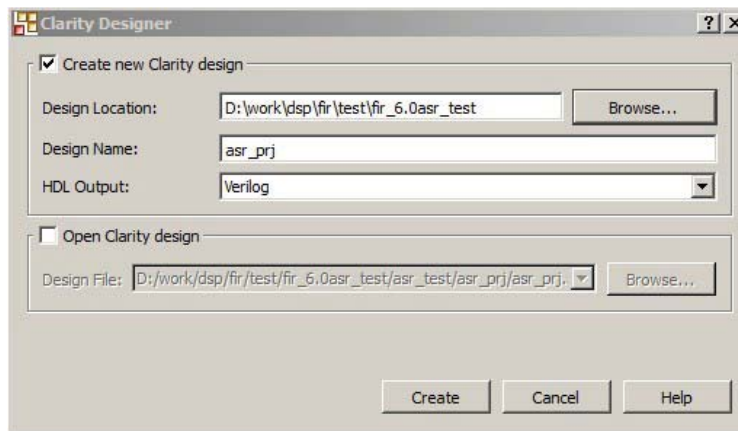 Clarity Designer
Create new Clarity design
Design Location: D:\work\dsp\fir\test\fir_6.0asr_test Browse...
Design Name: asr_prj
HDL Output: Verilog
Open Clarity design
Design File: D:/work/dsp/fir/test/fir_6.0asr_test/asr_test/asr_prj/asr_prj. Browse...
Create Cancel Help